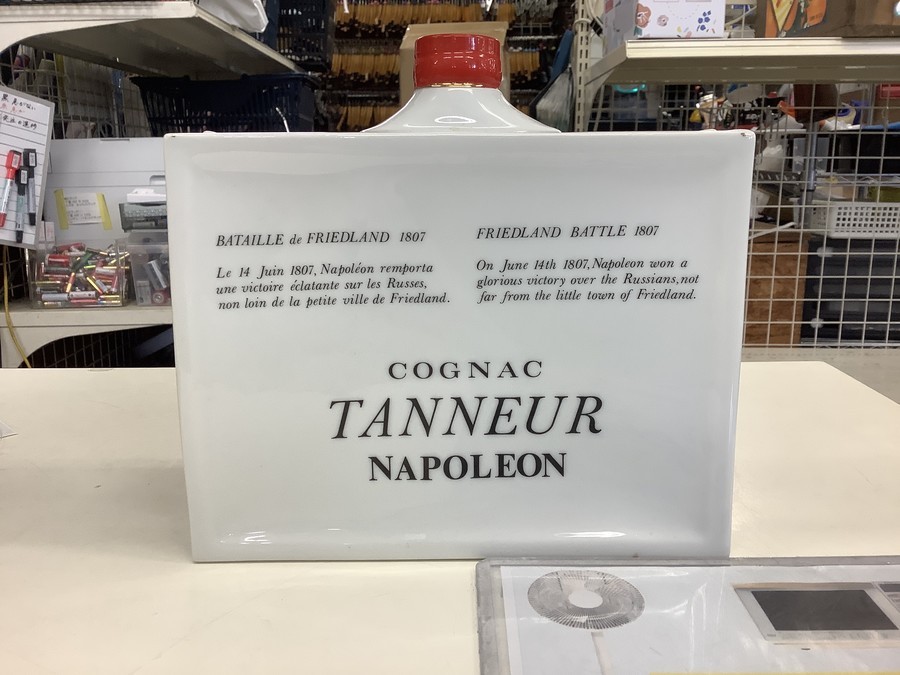 BATAILLE de FRIEDLAND 1807
Le 14 Juin 1807, Napoléon remporta
une victoire éclatante sur les Russes,
non loin de la petite ville de Friedland.
FRIEDLAND BATTLE 1807
On June 14th 1807, Napoleon won a
glorious victory over the Russians, not
far from the little town of Friedland.
COGNAC
TANNEUR
NAPOLEON